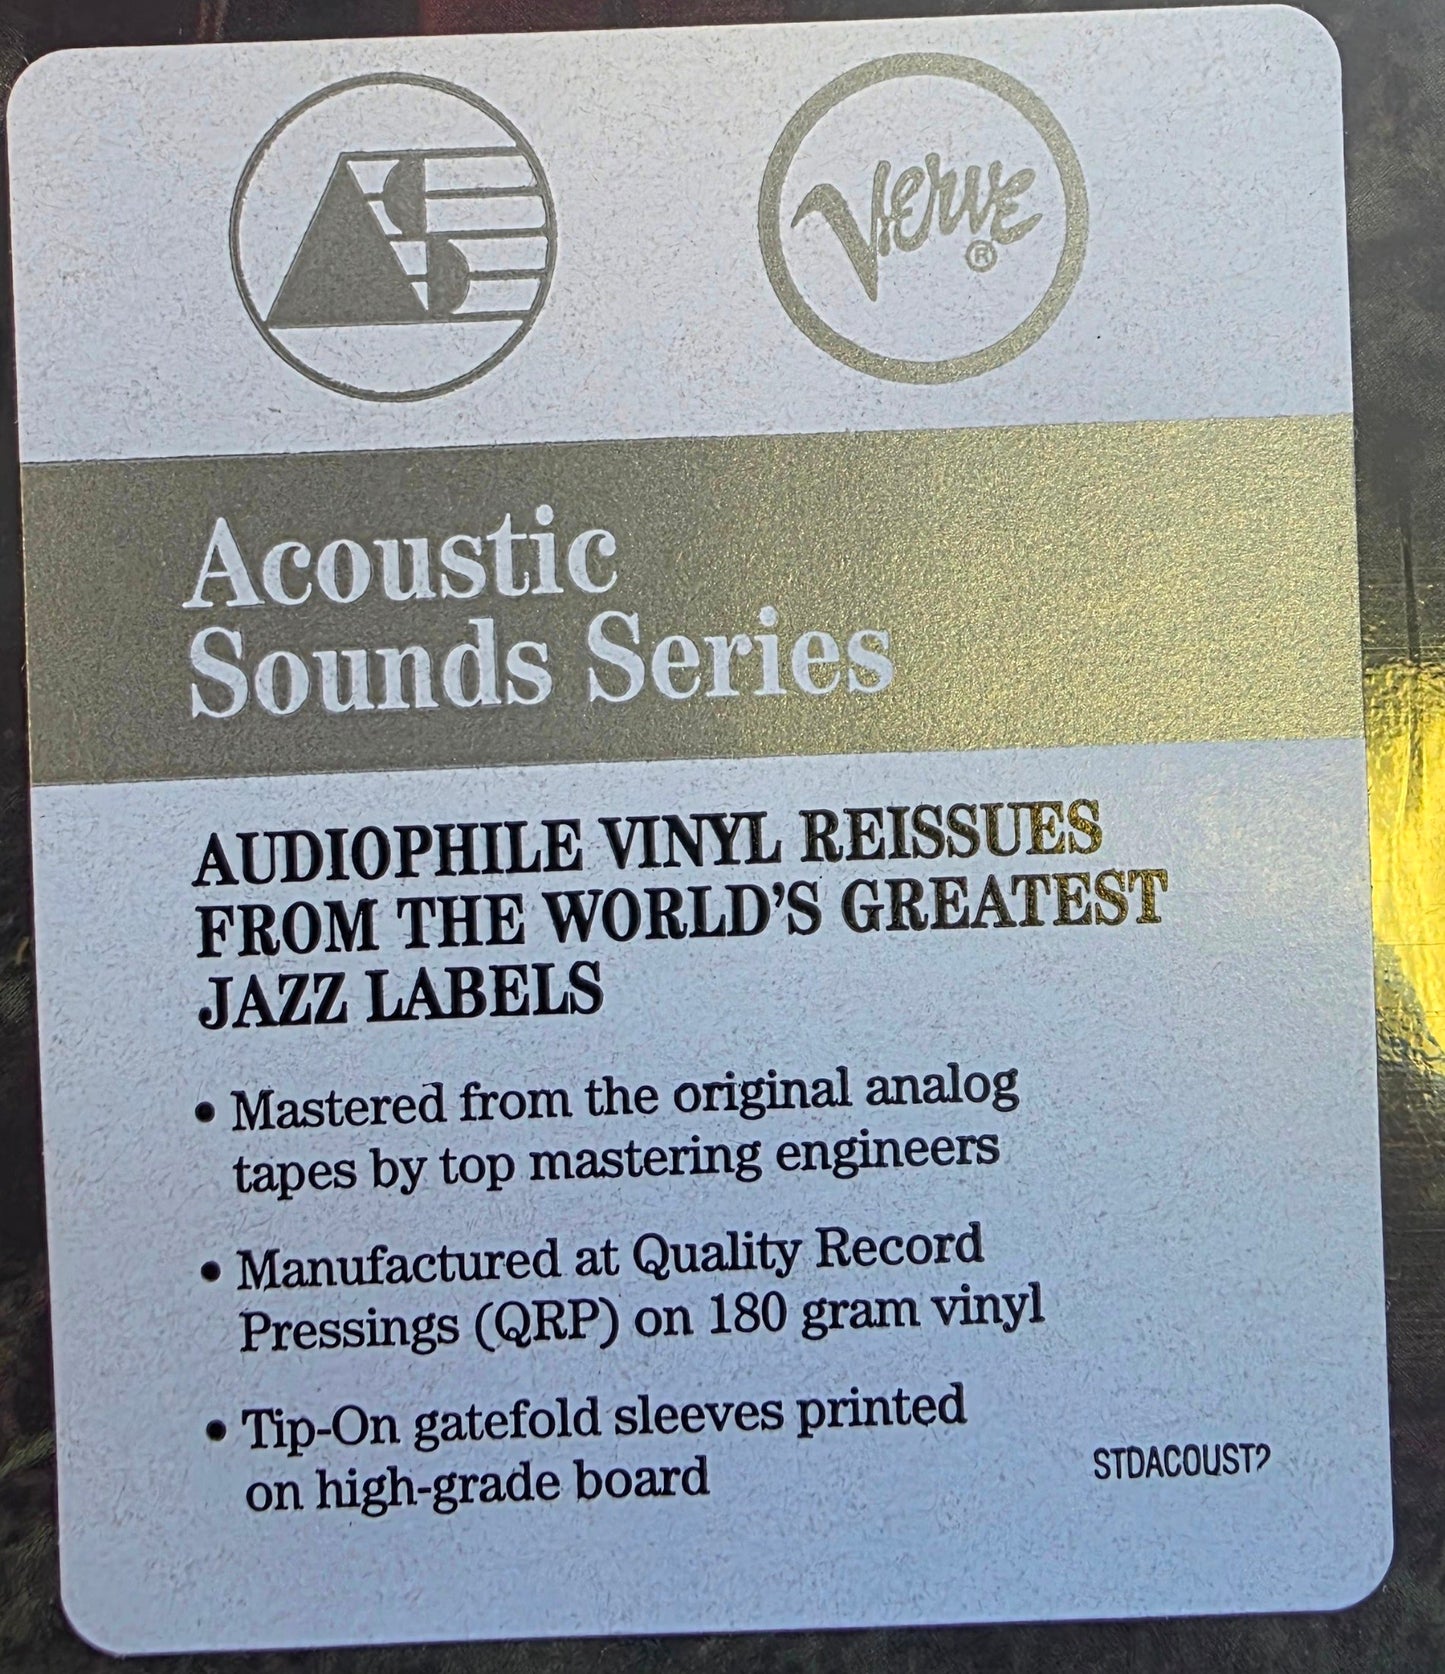 Verve
®
Acoustic
Sounds Series
AUDIOPHILE VINYL REISSUES
FROM THE WORLD’S GREATEST
JAZZ LABELS
• Mastered from the original analog
tapes by top mastering engineers
• Manufactured at Quality Record
Pressings (QRP) on 180 gram vinyl
• Tip-On gatefold sleeves printed
on high-grade board
STDACOUST2